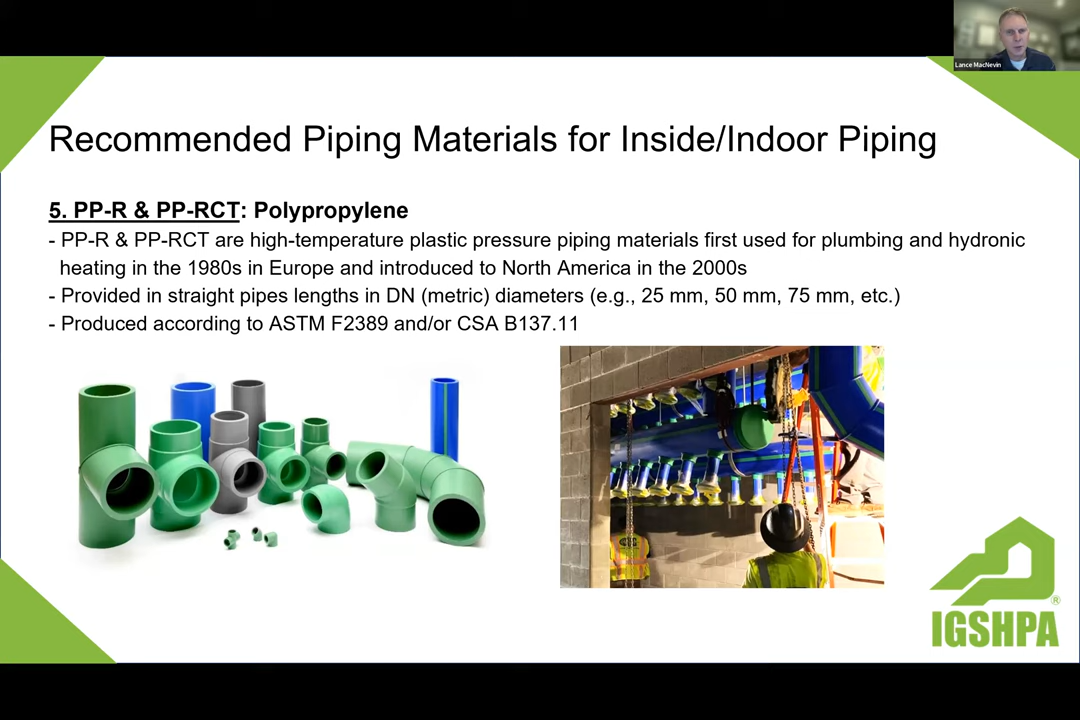 Lance MacNevin
Recommended Piping Materials for Inside/Indoor Piping
5. PP-R & PP-RCT: Polypropylene
- PP-R & PP-RCT are high-temperature plastic pressure piping materials first used for plumbing and hydronic
heating in the 1980s in Europe and introduced to North America in the 2000s
- Provided in straight pipes lengths in DN (metric) diameters (e.g., 25 mm, 50 mm, 75 mm, etc.)
- Produced according to ASTM F2389 and/or CSA B137.11
IGSHPA®